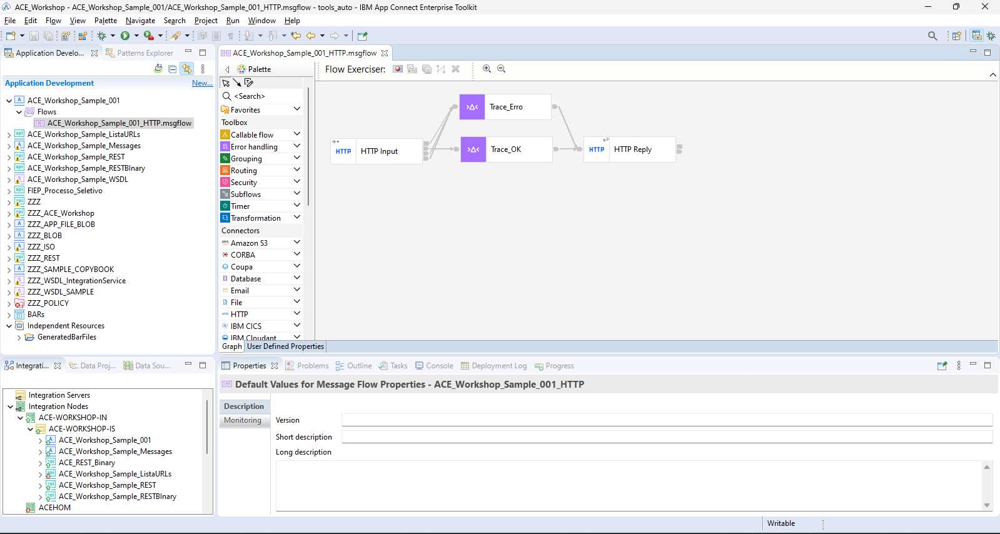 ACE_Workshop - ACE_Workshop_Sample_001/ACE_Workshop_Sample_001_HTTP.msgflow - tools_auto - IBM App Connect Enterprise Toolkit
File Edit Flow View Palette Navigate Search Project Run Window Help
Application Develo... Patterns Explorer
Application Development New...
ACE_Workshop_Sample_001
Flows
ACE_Workshop_Sample_001_HTTP.msgflow
ACE_Workshop_Sample_ListaURLs
ACE_Workshop_Sample_Messages
ACE_Workshop_Sample_REST
ACE_Workshop_Sample_RESTBInary
ACE_Workshop_Sample_WSDL
FIEP_Processo_Seletivo
ZZZ
ZZZ_ACE_Workshop
ZZZ_APP_FILE_BLOB
ZZZ_BLOB
ZZZ_ISO
ZZZ_REST
ZZZ_SAMPLE_COPYBOOK
ZZZ_WSDL_IntegrationService
ZZZ_WSDL_SAMPLE
ZZZ_POLICY
BARs
Independent Resources
GeneratedBarFiles
ACE_Workshop_Sample_001_HTTP.msgflow
Palette
Flow Exerciser:
<Search>
Favorites
Toolbox
Callable flow
Error handling
Grouping
Routing
Security
Subflows
Timer
Transformation
Connectors
Amazon S3
CORBA
Coupa
Database
Email
File
HTTP
IBM CICS
IBM Cloudant
HTTP HTTP Input
Trace_Erro
Trace_OK
HTTP HTTP Reply
Graph User Defined Properties
Integrati... Data Proj... Data Sou...
Integration Servers
Integration Nodes
ACE-WORKSHOP-IN
ACE-WORKSHOP-IS
ACE_Workshop_Sample_001
ACE_Workshop_Sample_Messages
ACE_REST_Binary
ACE_Workshop_Sample_ListaURLs
ACE_Workshop_Sample_REST
ACE_Workshop_Sample_RESTBInary
ACEHOM
Properties Problems Outline Tasks Console Deployment Log Progress
Default Values for Message Flow Properties - ACE_Workshop_Sample_001_HTTP
Description
Monitoring
Version
Short description
Long description
Writable